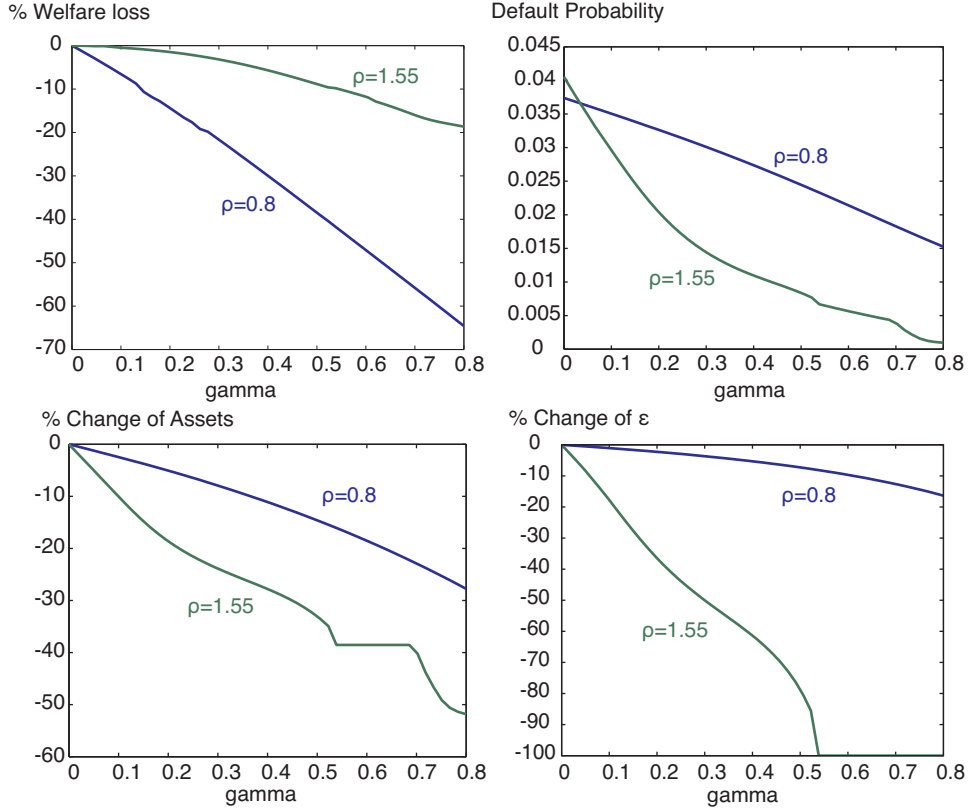 % Welfare loss
0
-10
-20
-30
-40
-50
-60
-70
ρ=1.55
ρ=0.8
0 0.1 0.2 0.3 0.4 0.5 0.6 0.7 0.8
gamma
Default Probability
0.045
0.04
0.035
0.03
0.025
0.02
0.015
0.01
0.005
0
ρ=0.8
ρ=1.55
0 0.1 0.2 0.3 0.4 0.5 0.6 0.7 0.8
gamma
% Change of Assets
0
-10
-20
-30
-40
-50
-60
ρ=0.8
ρ=1.55
0 0.1 0.2 0.3 0.4 0.5 0.6 0.7 0.8
gamma
% Change of ε
0
-10
-20
-30
-40
-50
-60
-70
-80
-90
-100
ρ=0.8
ρ=1.55
0 0.1 0.2 0.3 0.4 0.5 0.6 0.7 0.8
gamma